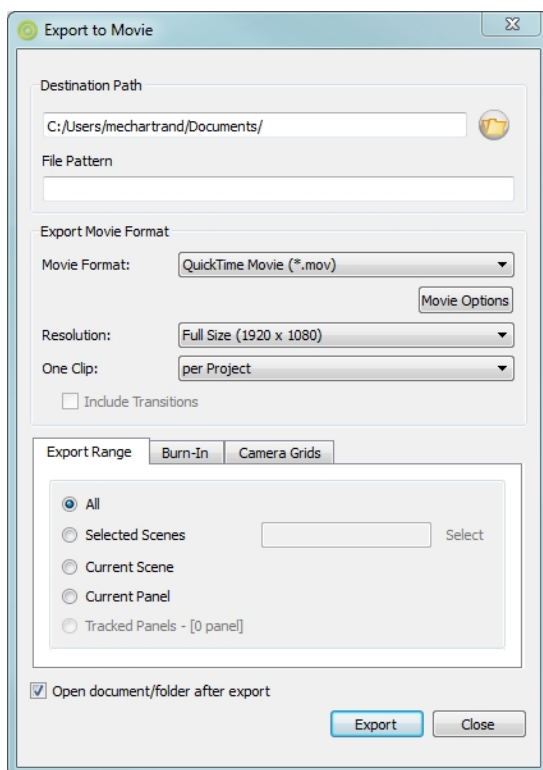 Export to Movie
Destination Path
C:/Users/mechartrand/Documents/
File Pattern
Export Movie Format
Movie Format: QuickTime Movie (*.mov)
Movie Options
Resolution: Full Size (1920 x 1080)
One Clip: per Project
Include Transitions
Export Range Burn-In Camera Grids
All
Selected Scenes Select
Current Scene
Current Panel
Tracked Panels - [0 panel]
Open document/folder after export
Export Close